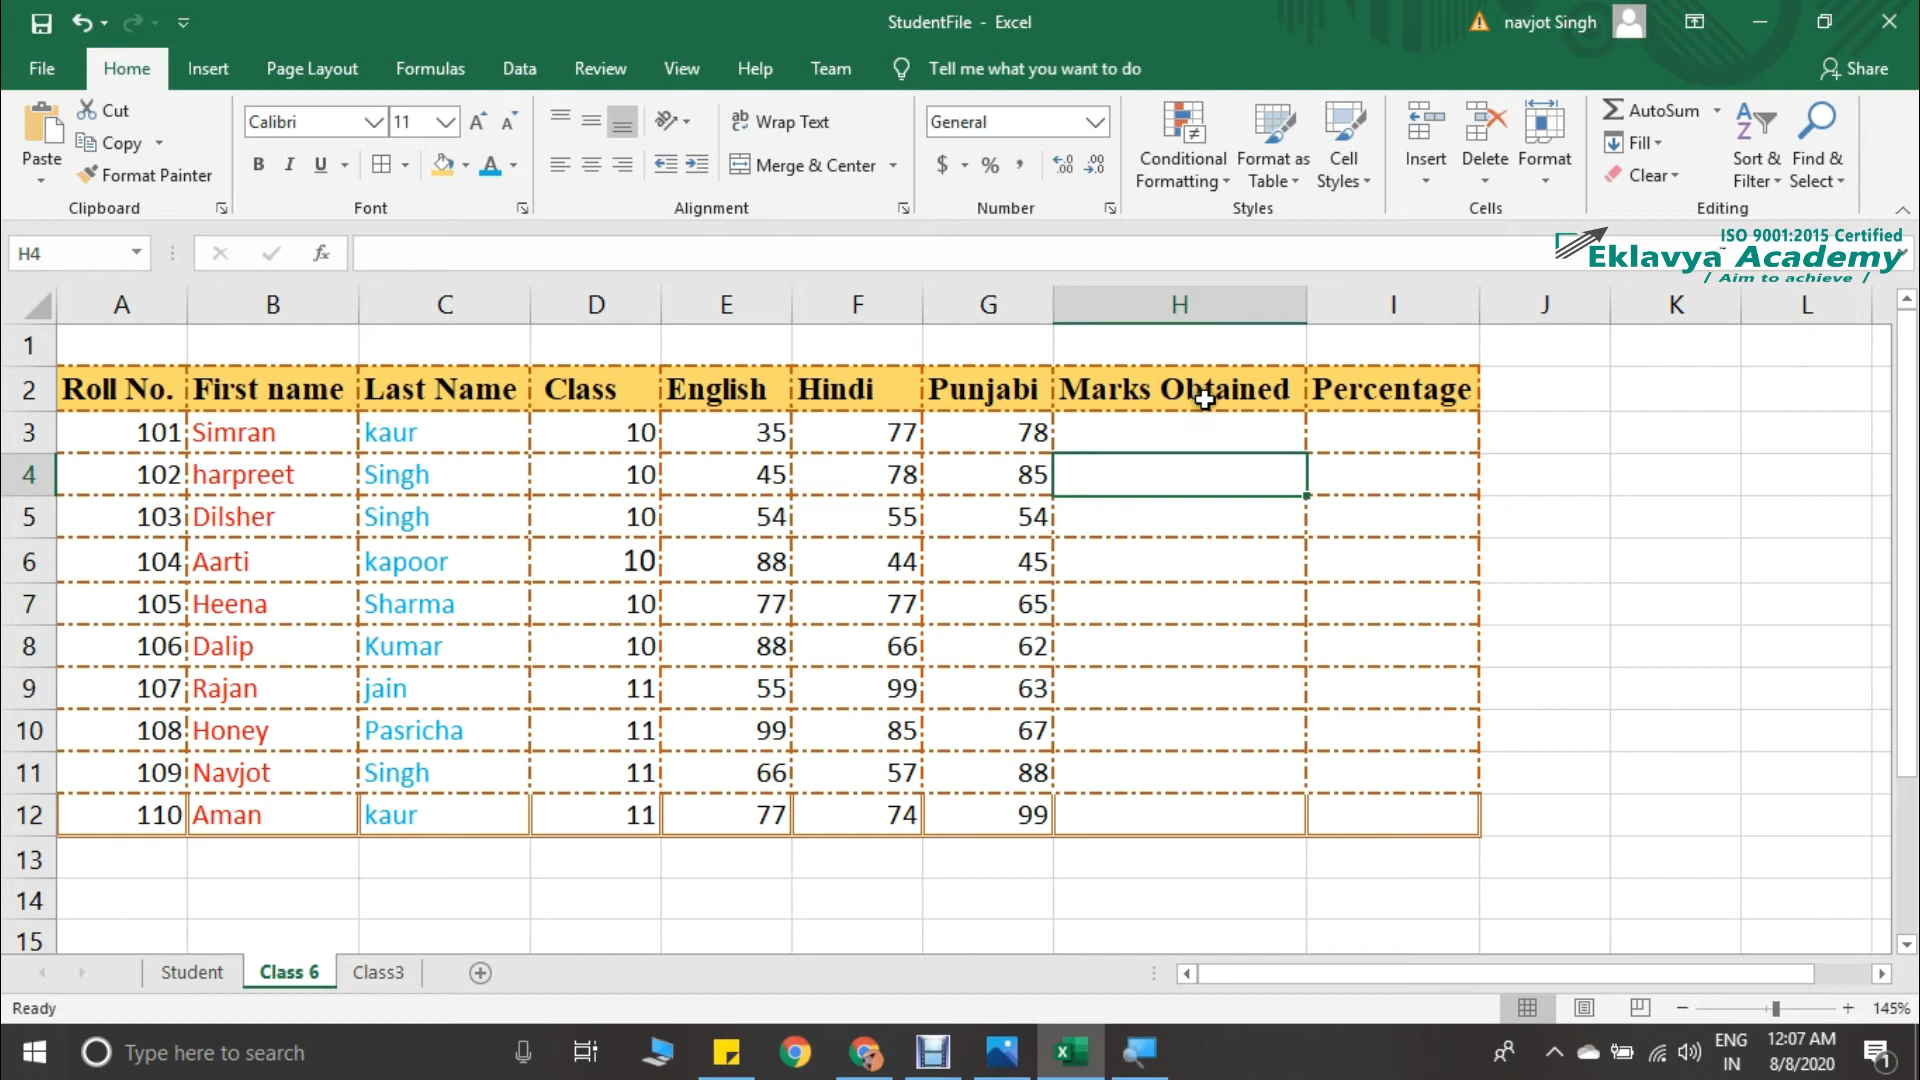 StudentFile - Excel
navjot Singh
File Home Insert Page Layout Formulas Data Review View Help Team Tell me what you want to do Share
Paste
Cut
Copy
Format Painter
Clipboard
Calibri 11
B I U A
Font
ab Wrap Text
Merge & Center
Alignment
General
$ % ,
Number
Conditional Formatting
Format as Table
Cell Styles
Styles
Insert Delete Format
Cells
AutoSum
Fill
Clear
Sort & Filter
Find & Select
Editing
H4 fx
ISO 9001:2015 Certified
Eklavya Academy
/ Aim to achieve /
A B C D E F G H I J K L
1
2 Roll No. First name Last Name Class English Hindi Punjabi Marks Obtained Percentage
3 101 Simran kaur 10 35 77 78
4 102 harpreet Singh 10 45 78 85
5 103 Dilsher Singh 10 54 55 54
6 104 Aarti kapoor 10 88 44 45
7 105 Heena Sharma 10 77 77 65
8 106 Dalip Kumar 10 88 66 62
9 107 Rajan jain 11 55 99 63
10 108 Honey Pasricha 11 99 85 67
11 109 Navjot Singh 11 66 57 88
12 110 Aman kaur 11 77 74 99
13
14
15
Student Class 6 Class3
Ready 145%
Type here to search
ENG
IN
12:07 AM
8/8/2020
1